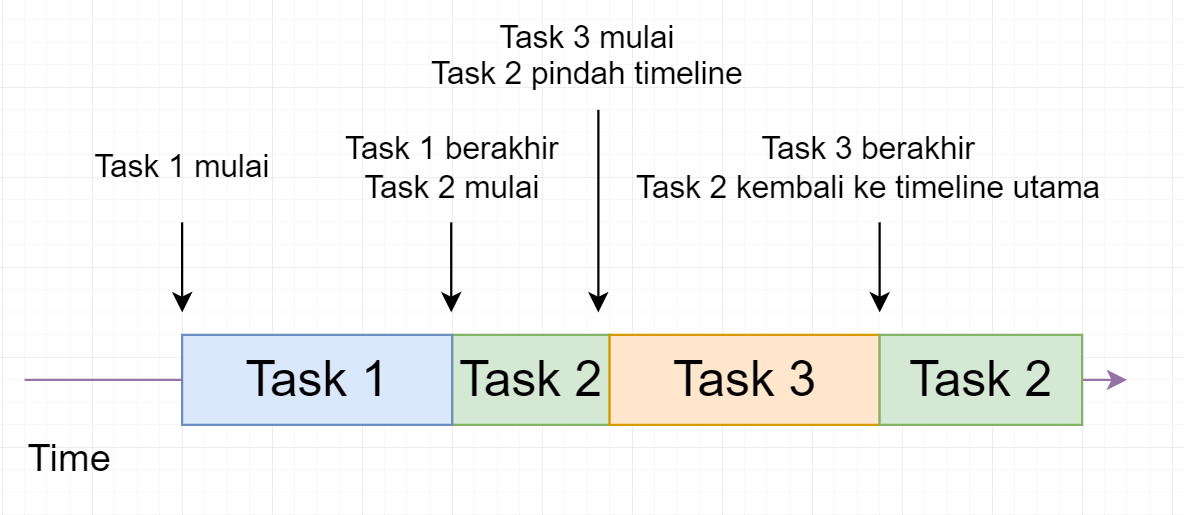 Task 3 mulai
Task 2 pindah timeline
Task 1 mulai
Task 1 berakhir
Task 2 mulai
Task 3 berakhir
Task 2 kembali ke timeline utama
Task 1
Task 2
Task 3
Task 2
Time